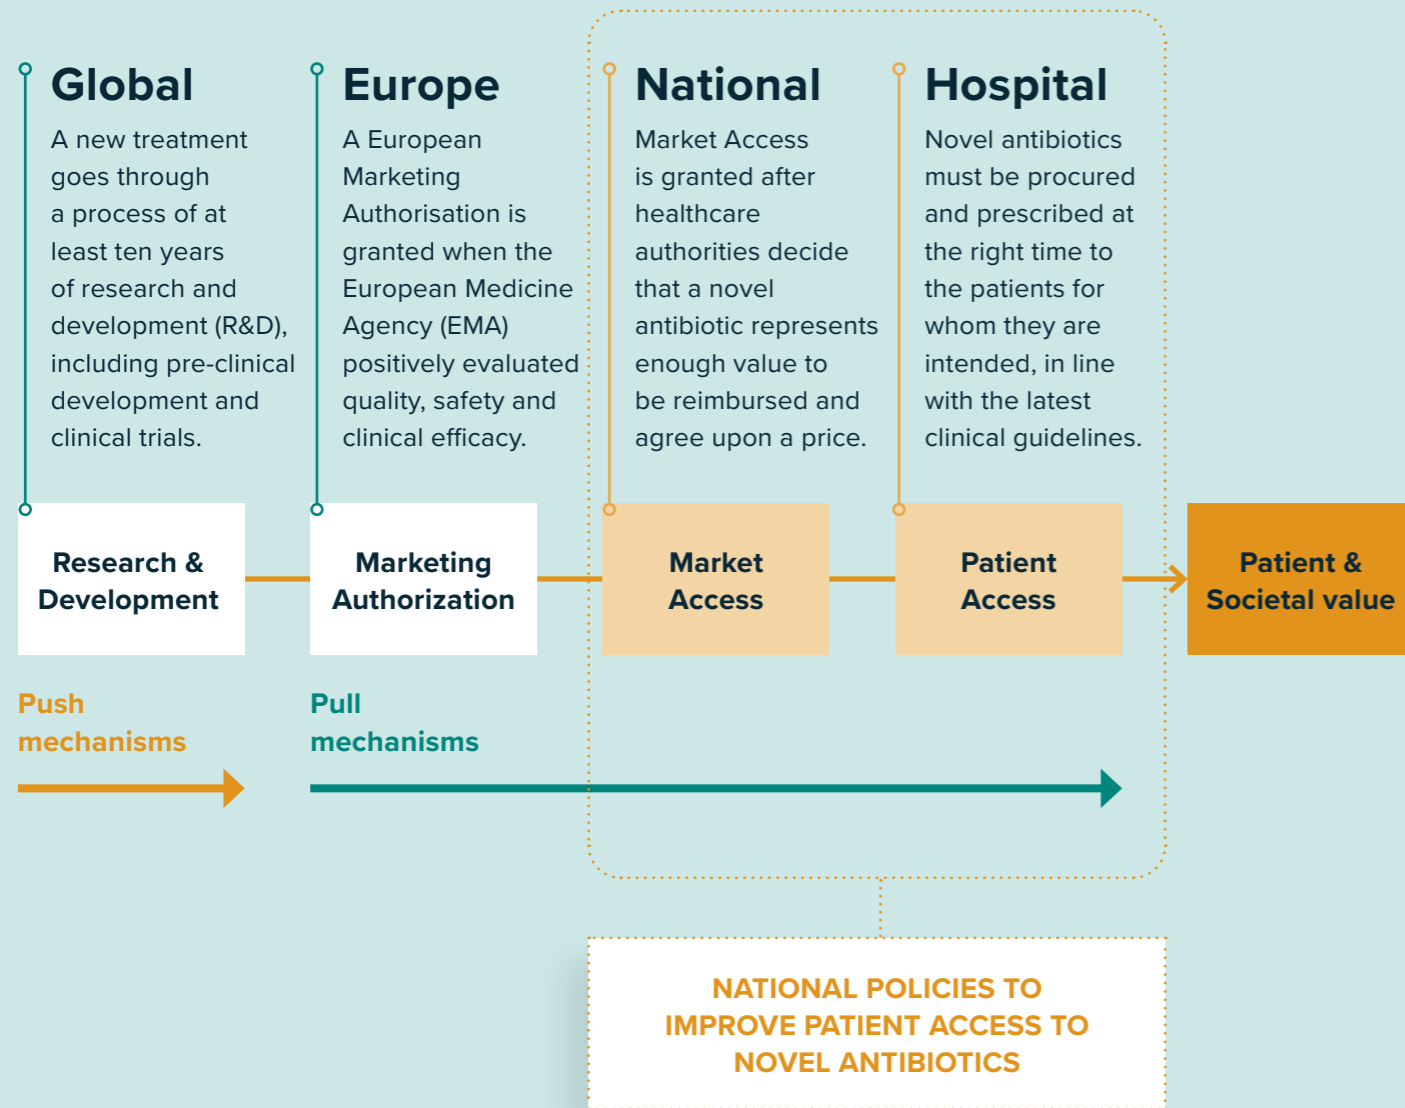 Global
A new treatment
goes through
a process of at
least ten years
of research and
development (R&D),
including pre-clinical
development and
clinical trials.
Europe
A European
Marketing
Authorisation is
granted when the
European Medicine
Agency (EMA)
positively evaluated
quality, safety and
clinical efficacy.
National
Market Access
is granted after
healthcare
authorities decide
that a novel
antibiotic represents
enough value to
be reimbursed and
agree upon a price.
Hospital
Novel antibiotics
must be procured
and prescribed at
the right time to
the patients for
whom they are
intended, in line
with the latest
clinical guidelines.
Research &
Development
Marketing
Authorization
Market
Access
Patient
Access
Patient &
Societal value
Push
mechanisms
Pull
mechanisms
NATIONAL POLICIES TO
IMPROVE PATIENT ACCESS TO
NOVEL ANTIBIOTICS